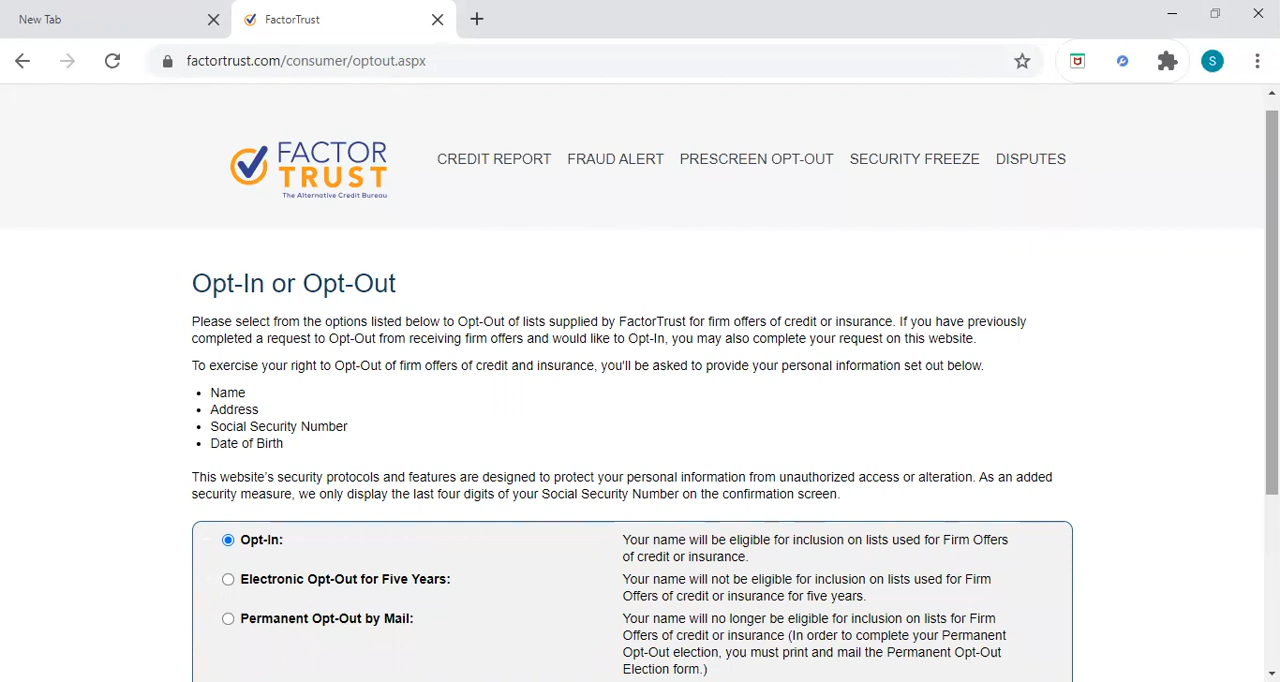 New Tab
FactorTrust
factortrust.com/consumer/optout.aspx
S
FACTOR
TRUST
The Alternative Credit Bureau
CREDIT REPORT FRAUD ALERT PRESCREEN OPT-OUT SECURITY FREEZE DISPUTES
Opt-In or Opt-Out
Please select from the options listed below to Opt-Out of lists supplied by FactorTrust for firm offers of credit or insurance. If you have previously
completed a request to Opt-Out from receiving firm offers and would like to Opt-In, you may also complete your request on this website.
To exercise your right to Opt-Out of firm offers of credit and insurance, you'll be asked to provide your personal information set out below.
• Name
• Address
• Social Security Number
• Date of Birth
This website's security protocols and features are designed to protect your personal information from unauthorized access or alteration. As an added
security measure, we only display the last four digits of your Social Security Number on the confirmation screen.
Opt-In: Your name will be eligible for inclusion on lists used for Firm Offers
of credit or insurance.
Electronic Opt-Out for Five Years: Your name will not be eligible for inclusion on lists used for Firm
Offers of credit or insurance for five years.
Permanent Opt-Out by Mail: Your name will no longer be eligible for inclusion on lists for Firm
Offers of credit or insurance (In order to complete your Permanent
Opt-Out election, you must print and mail the Permanent Opt-Out
Election form.)